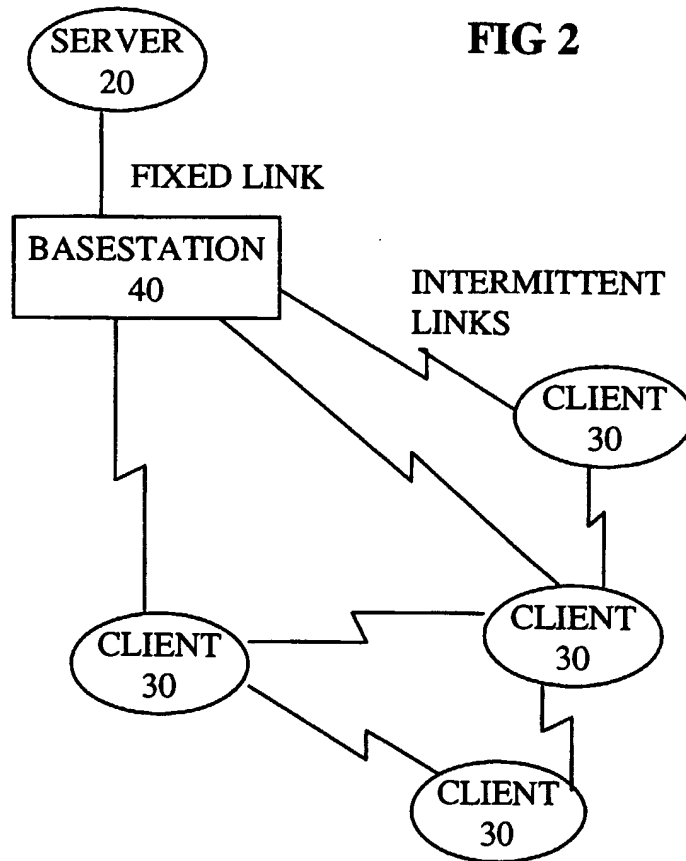 FIG 2
SERVER
20
FIXED LINK
BASESTATION
40
INTERMITTENT
LINKS
CLIENT
30
CLIENT
30
CLIENT
30
CLIENT
30